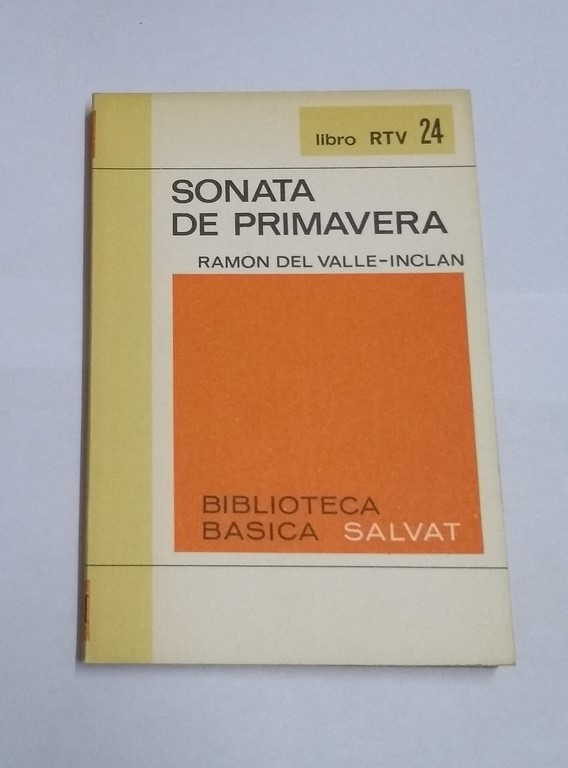 libro RTV 24
SONATA
DE PRIMAVERA
RAMON DEL VALLE-INCLAN
BIBLIOTECA
BASICA SALVAT